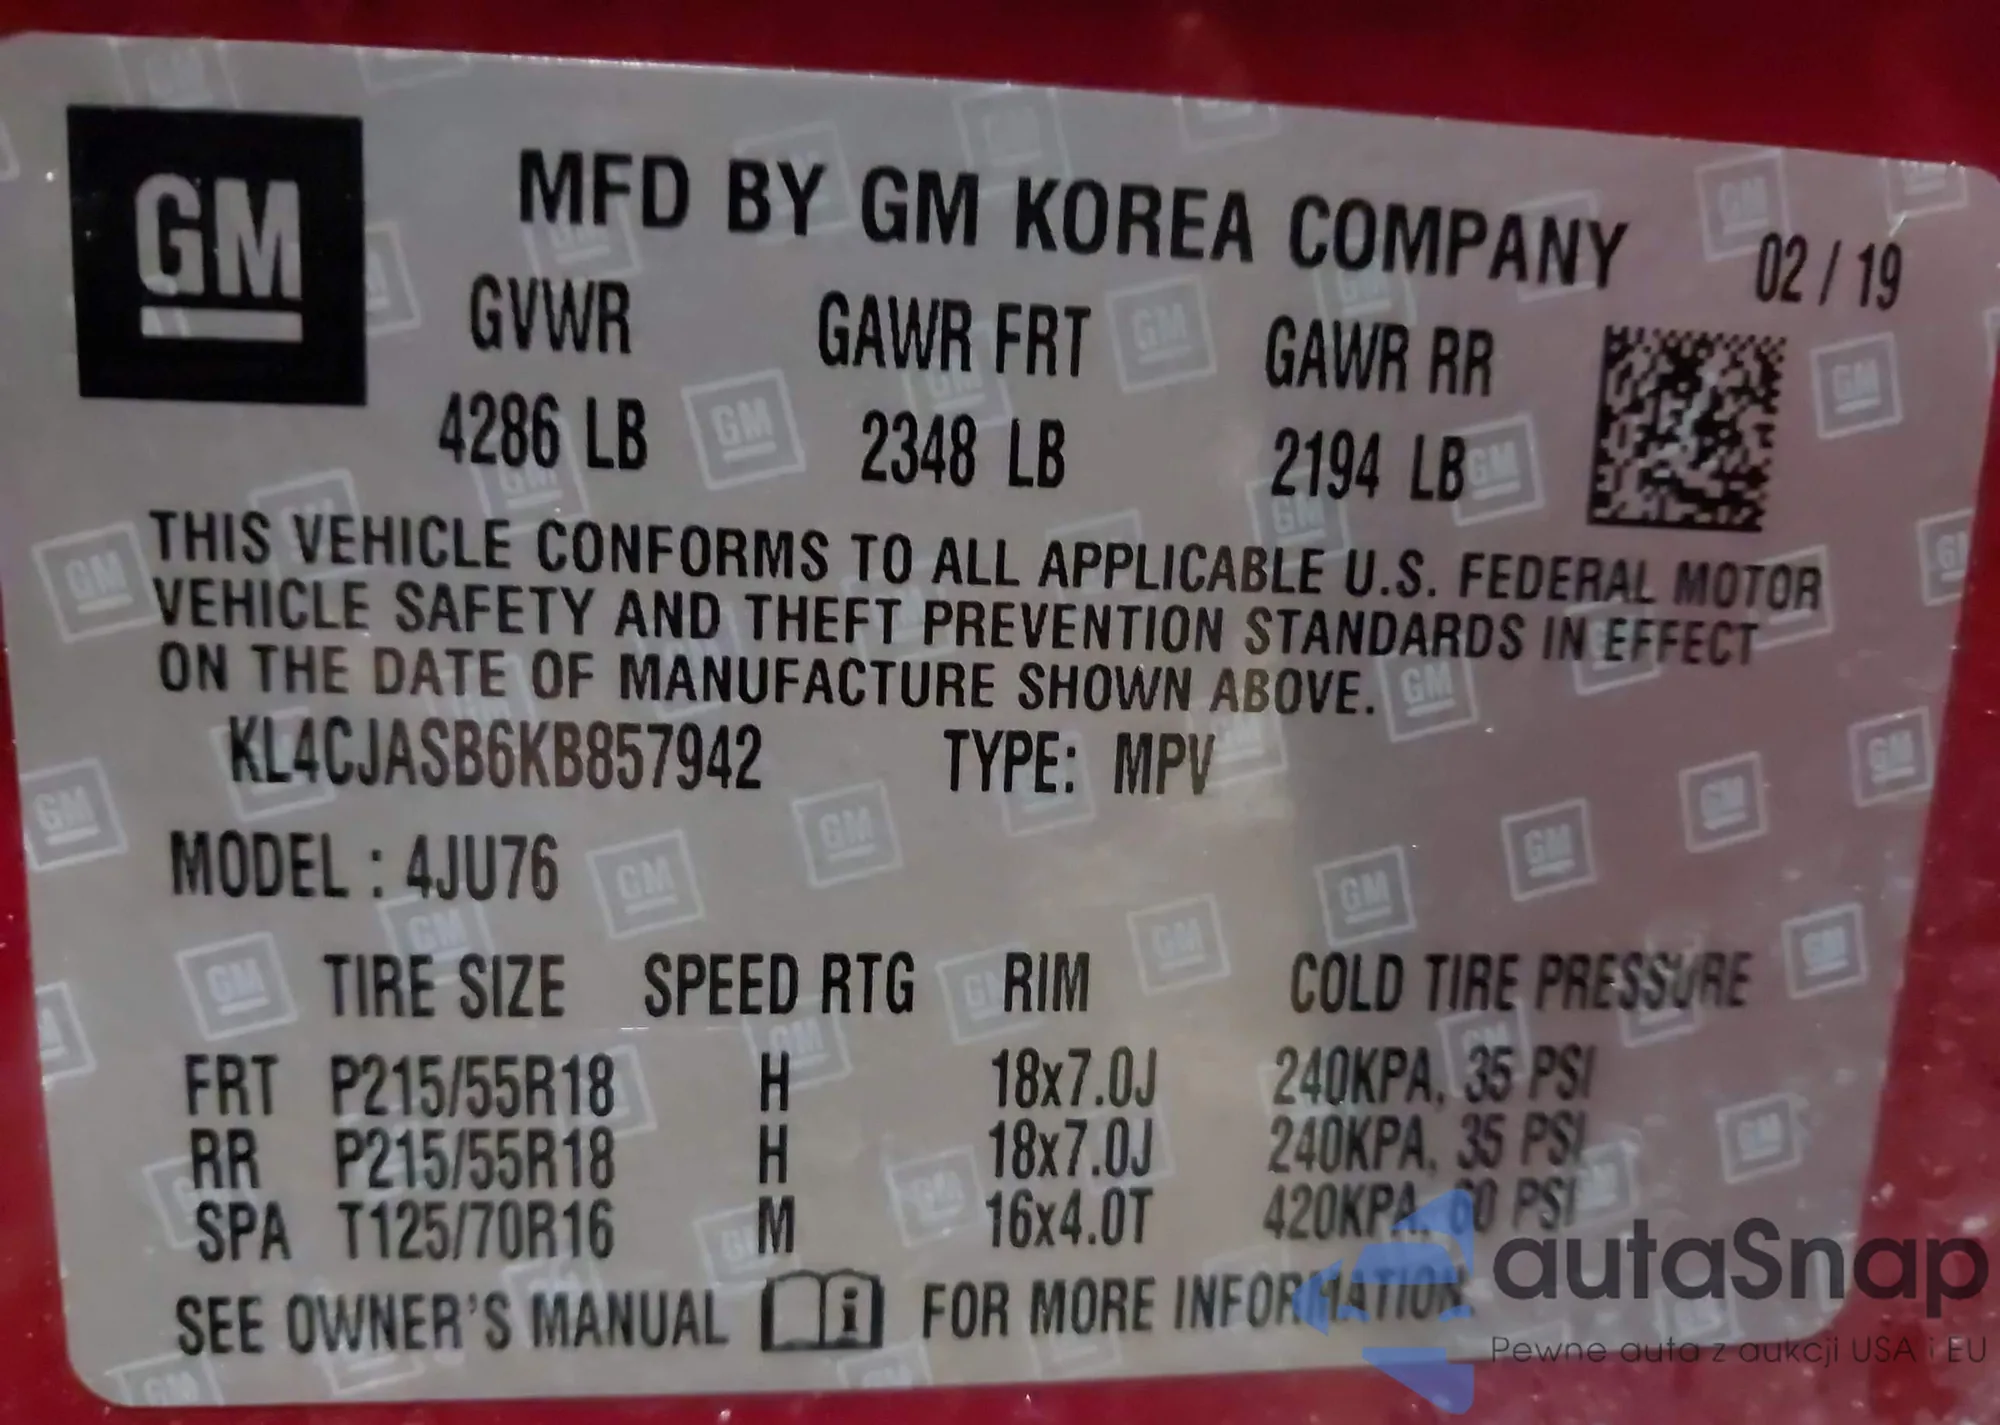 GM
MFD BY GM KOREA COMPANY 02 / 19
GVWR GAWR FRT GAWR RR
4286 LB 2348 LB 2194 LB
THIS VEHICLE CONFORMS TO ALL APPLICABLE U.S. FEDERAL MOTOR
VEHICLE SAFETY AND THEFT PREVENTION STANDARDS IN EFFECT
ON THE DATE OF MANUFACTURE SHOWN ABOVE.
KL4CJASB6KB857942 TYPE: MPV
MODEL : 4JU76
TIRE SIZE SPEED RTG RIM COLD TIRE PRESSURE
FRT P215/55R18 H 18x7.0J 240KPA, 35 PSI
RR P215/55R18 H 18x7.0J 240KPA, 35 PSI
SPA T125/70R16 M 16x4.0T 420KPA, 60 PSI
SEE OWNER'S MANUAL i FOR MORE INFORMATION
autaSnap
Pewne auta z aukcji USA i EU